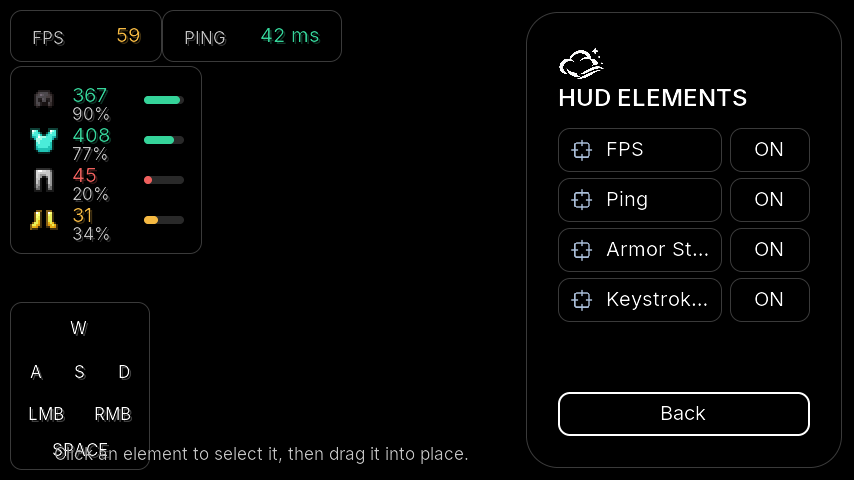 FPS 59
PING 42 ms
367
90%
408
77%
45
20%
31
34%
W
A S D
LMB RMB
SPACE
Click an element to select it, then drag it into place.
HUD ELEMENTS
FPS ON
Ping ON
Armor St... ON
Keystrok... ON
Back